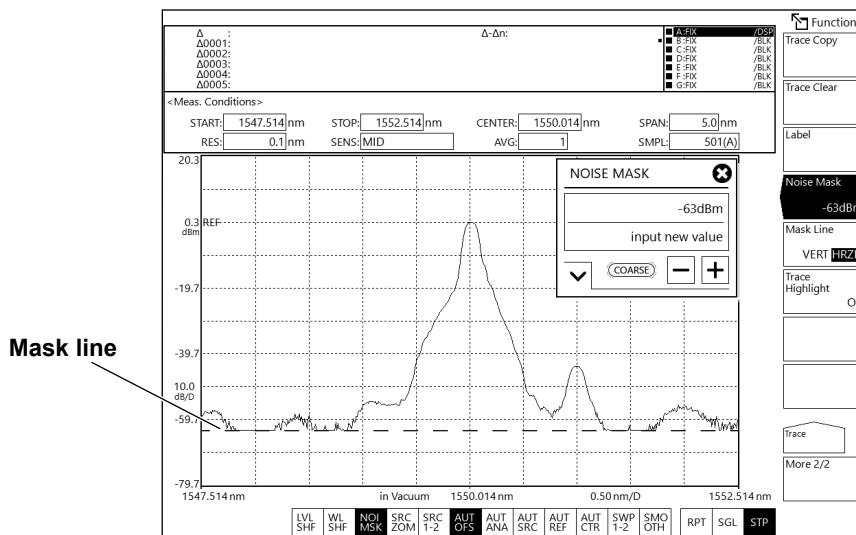 Function
Δ :
Δ0001:
Δ0002:
Δ0003:
Δ0004:
Δ0005:
Δ-Δn:
A:FIX /DSP
B:FIX /BLK
C:FIX /BLK
D:FIX /BLK
E:FIX /BLK
F:FIX /BLK
G:FIX /BLK
Trace Copy
Trace Clear
Label
Noise Mask
-63dBm
Mask Line
VERT HRZ
Trace
Highlight
Trace
More 2/2
<Meas. Conditions>
START: 1547.514 nm STOP: 1552.514 nm CENTER: 1550.014 nm SPAN: 5.0 nm
RES: 0.1 nm SENS: MID AVG: 1 SMPL: 501(A)
NOISE MASK
-63dBm
input new value
COARSE
20.3
0.3 REF
dBm
-19.7
-39.7
10.0
dB/D
-59.7
-79.7
Mask line
1547.514 nm in Vacuum 1550.014 nm 0.50 nm/D 1552.514 nm
LVL SHF
WL SHF
NOI MSK
SRC ZOM
SRC 1-2
AUT OFS
AUT ANA
AUT SRC
AUT REF
AUT CTR
SWP 1-2
SMO OTH
RPT
SGL
STP